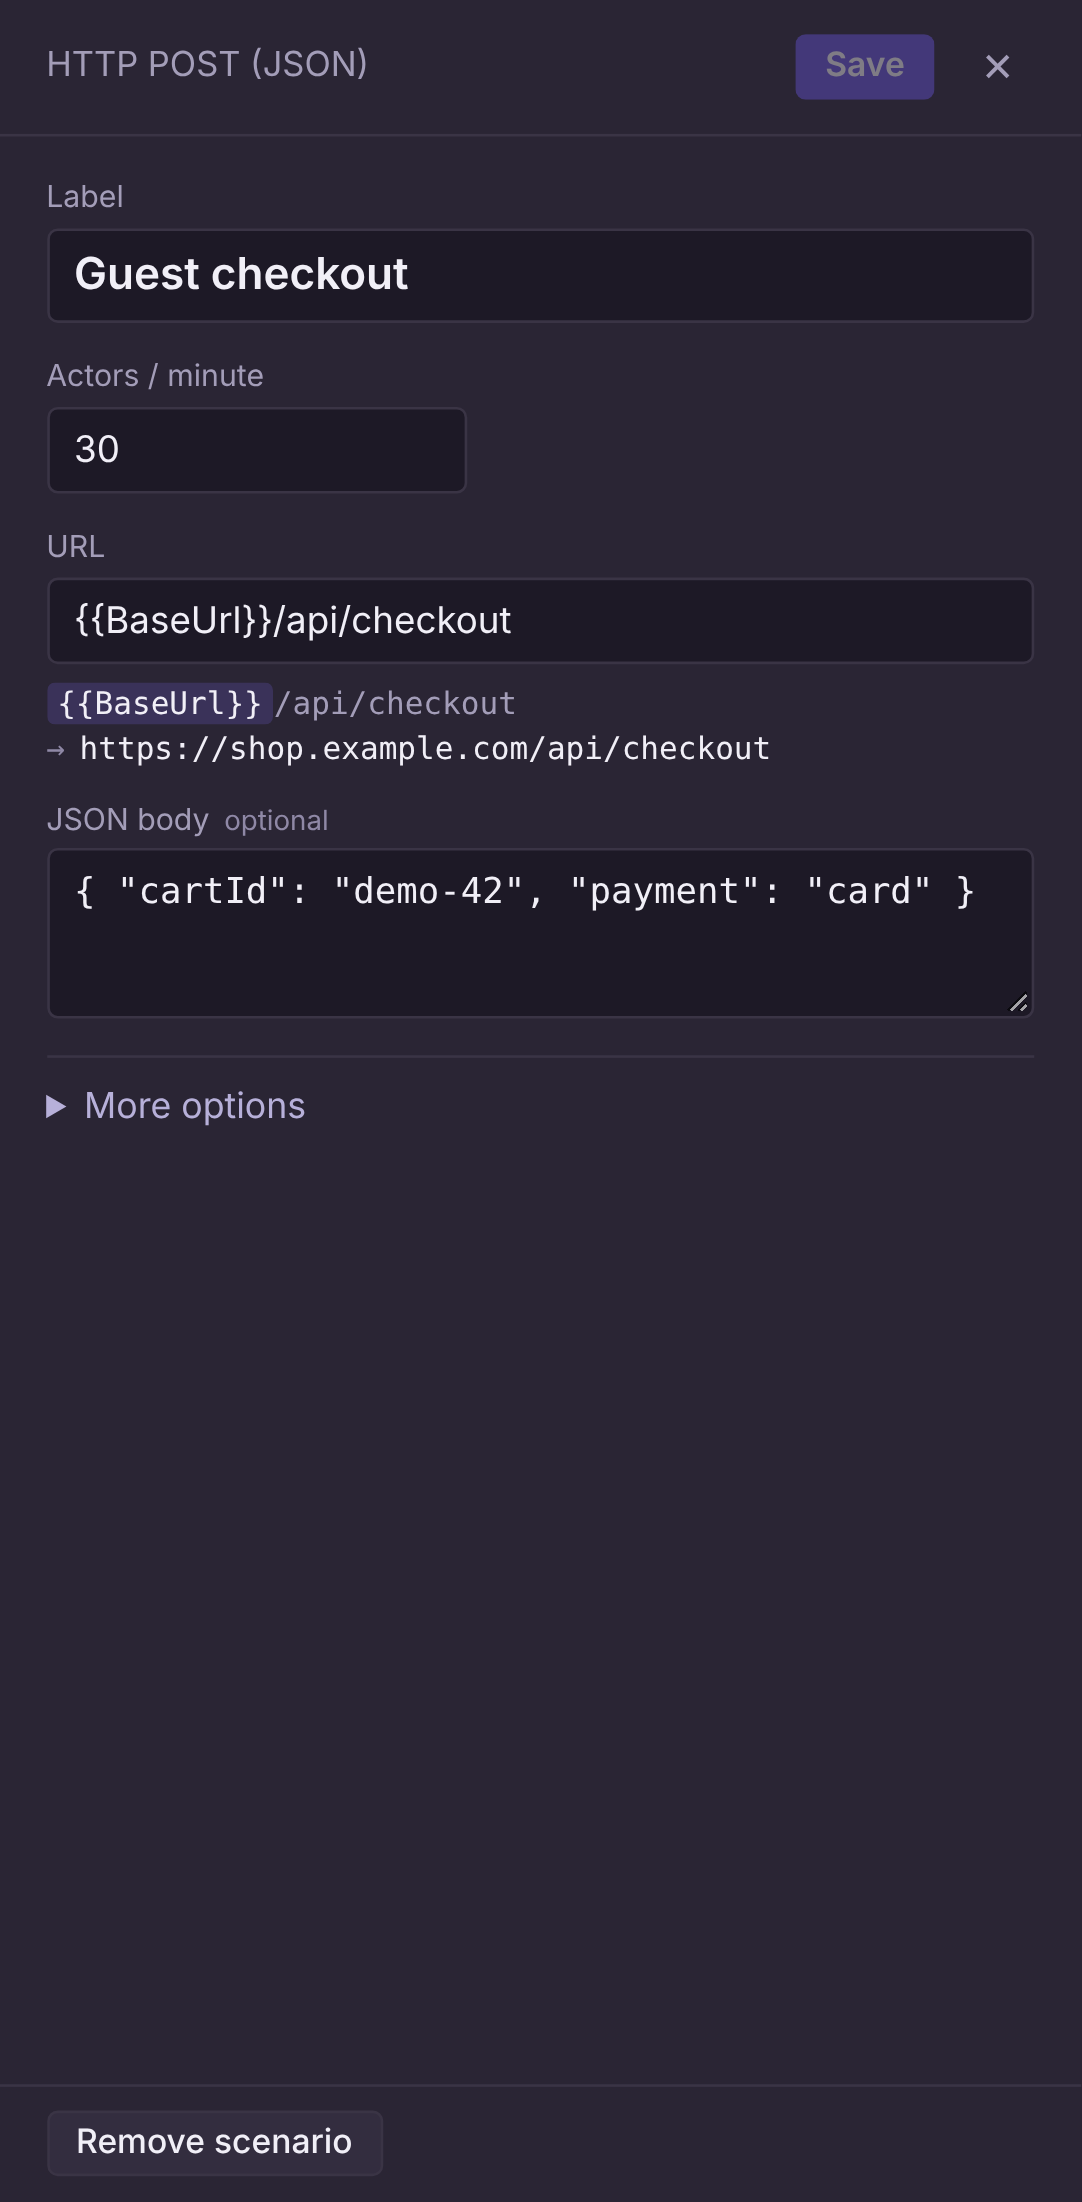 HTTP POST (JSON)
Save
✕
Label
Guest checkout
Actors / minute
30
URL
{{BaseUrl}}/api/checkout
{{BaseUrl}}/api/checkout
→ https://shop.example.com/api/checkout
JSON body optional
{ "cartId": "demo-42", "payment": "card" }
▶ More options
Remove scenario